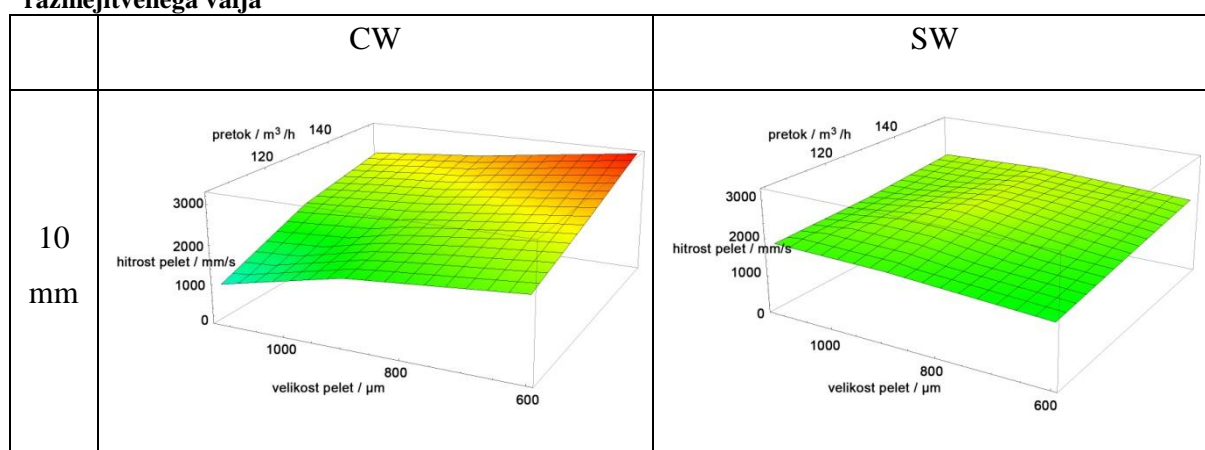 razmejitvenega valja
CW
SW
10
mm
pretok / m³ /h
120
140
3000
2000
1000
0
hitrost pelet / mm/s
1000
800
600
velikost pelet / µm
pretok / m³ /h
120
140
3000
2000
1000
0
hitrost pelet / mm/s
1000
800
600
velikost pelet / µm